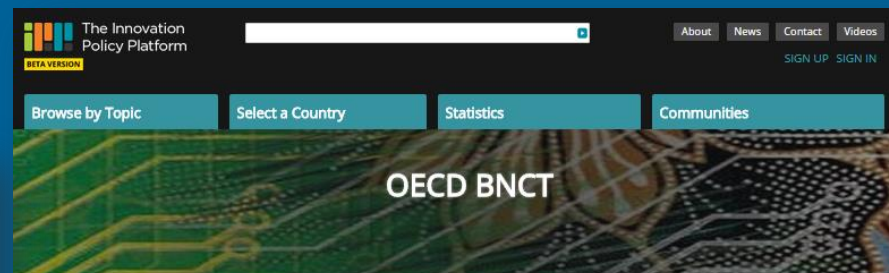 The Innovation
Policy Platform
BETA VERSION
About News Contact Videos
SIGN UP SIGN IN
Browse by Topic Select a Country Statistics Communities
OECD BNCT